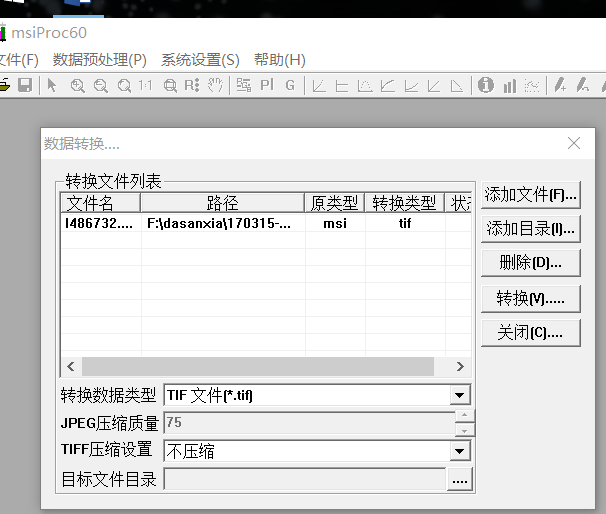 msiProc60
文件(F) 数据预处理(P) 系统设置(S) 帮助(H)
1:1 R Pl G
数据转换....
转换文件列表
文件名 路径 原类型 转换类型
I486732.... F:\dasanxia\170315-... msi tif
添加文件(F)...
添加目录(I)...
删除(D)...
转换(V).....
关闭(C)....
转换数据类型 TIF 文件(*.tif)
JPEG压缩质量 75
TIFF压缩设置 不压缩
目标文件目录 ....